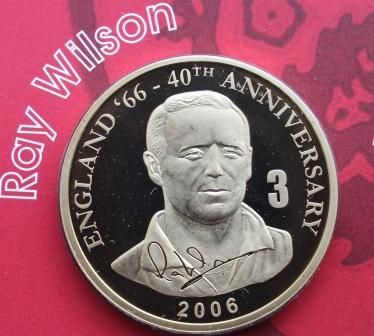 Ray Wilson
ENGLAND '66 - 40TH ANNIVERSARY
3
2006